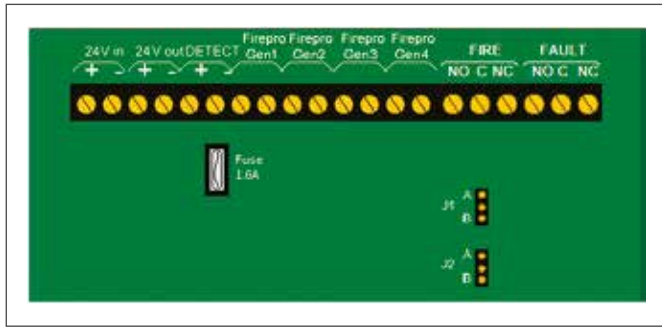 Firepro Firepro Firepro Firepro
24V in 24V out DETECT Gen1 Gen2 Gen3 Gen4 FIRE FAULT
+ - + - + - NO C NC NO C NC
Fuse
1.6A
A
J1
B
A
J2
B